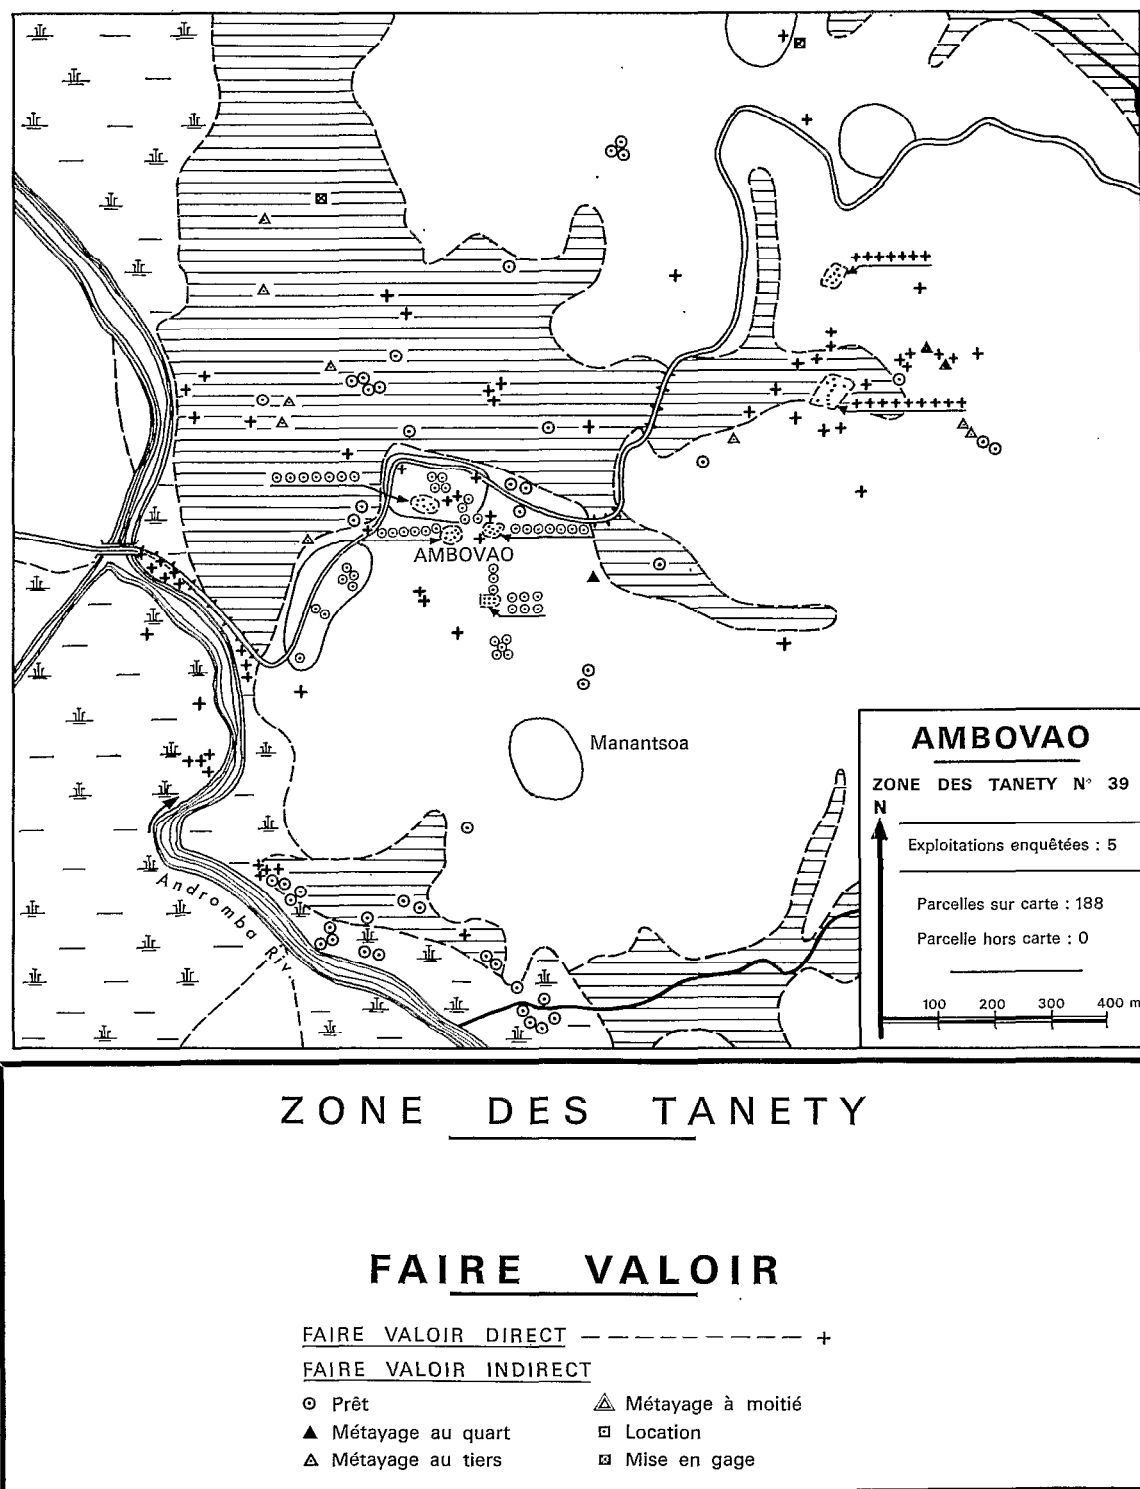 AMBOVAO
Manantsoa
Andromba Riv.
AMBOVAO
ZONE DES TANETY N° 39
N
Exploitations enquêtées : 5
Parcelles sur carte : 188
Parcelle hors carte : 0
100 200 300 400 m
ZONE DES TANETY
FAIRE VALOIR
FAIRE VALOIR DIRECT +
FAIRE VALOIR INDIRECT
Prêt
Métayage au quart
Métayage au tiers
Métayage à moitié
Location
Mise en gage